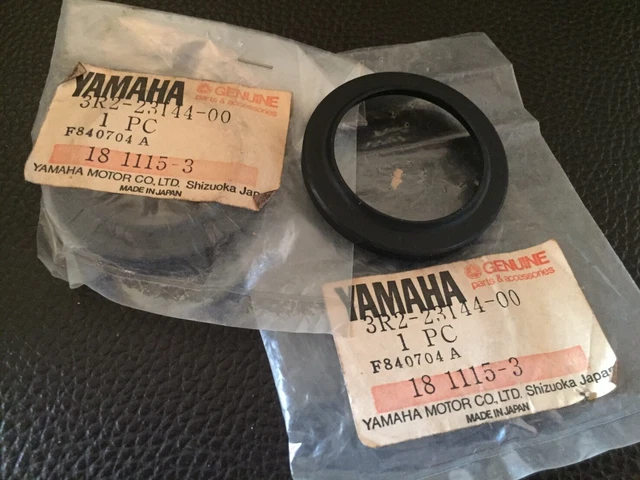 YAMAHA GENUINE
parts & accessories
3R2-23144-00
1 PC
F840704 A
18 1115-3
YAMAHA MOTOR CO., LTD. Shizuoka Japa
MADE IN JAPAN
YAMAHA GENUINE
parts & accessories
3R2-23144-00
1 PC
F840704 A
18 1115-3
YAMAHA MOTOR CO., LTD. Shizuoka Japan
MADE IN JAPAN